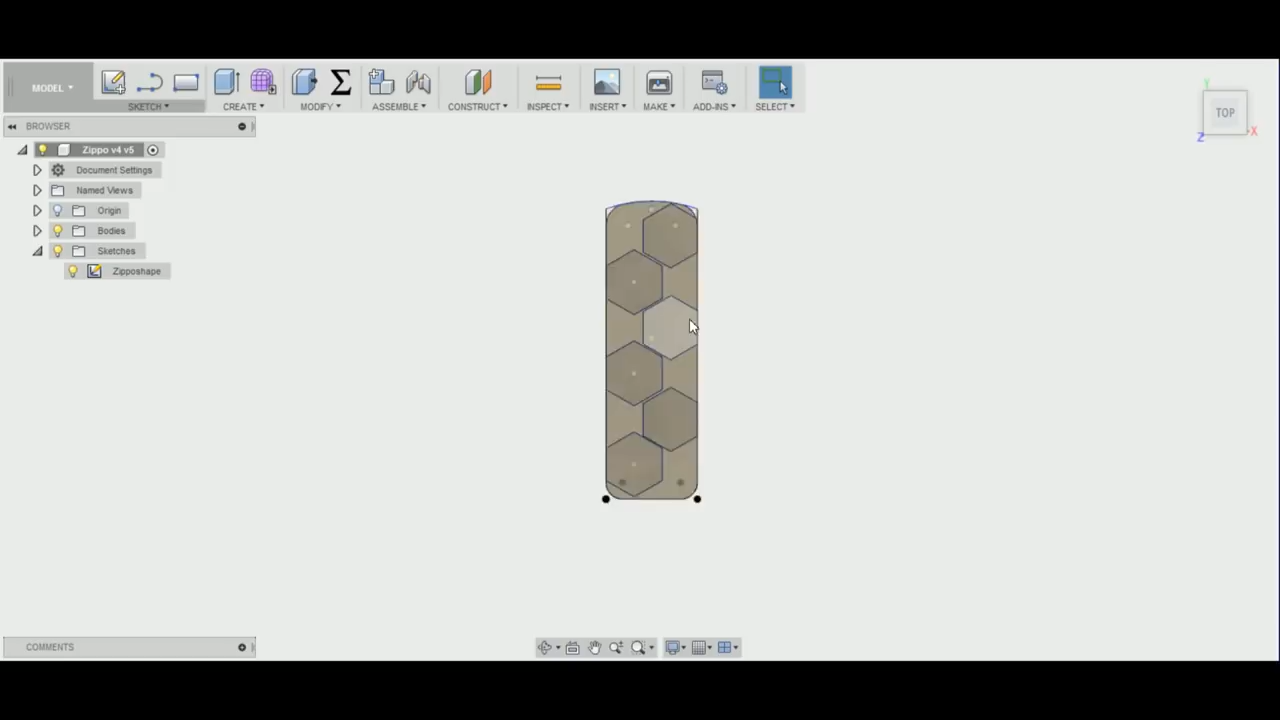 MODEL
SKETCH
CREATE
MODIFY
ASSEMBLE
CONSTRUCT
INSPECT
INSERT
MAKE
ADD-INS
SELECT
BROWSER
Zippo v4 v5
Document Settings
Named Views
Origin
Bodies
Sketches
Zipposhape
Y
TOP
X
Z
COMMENTS